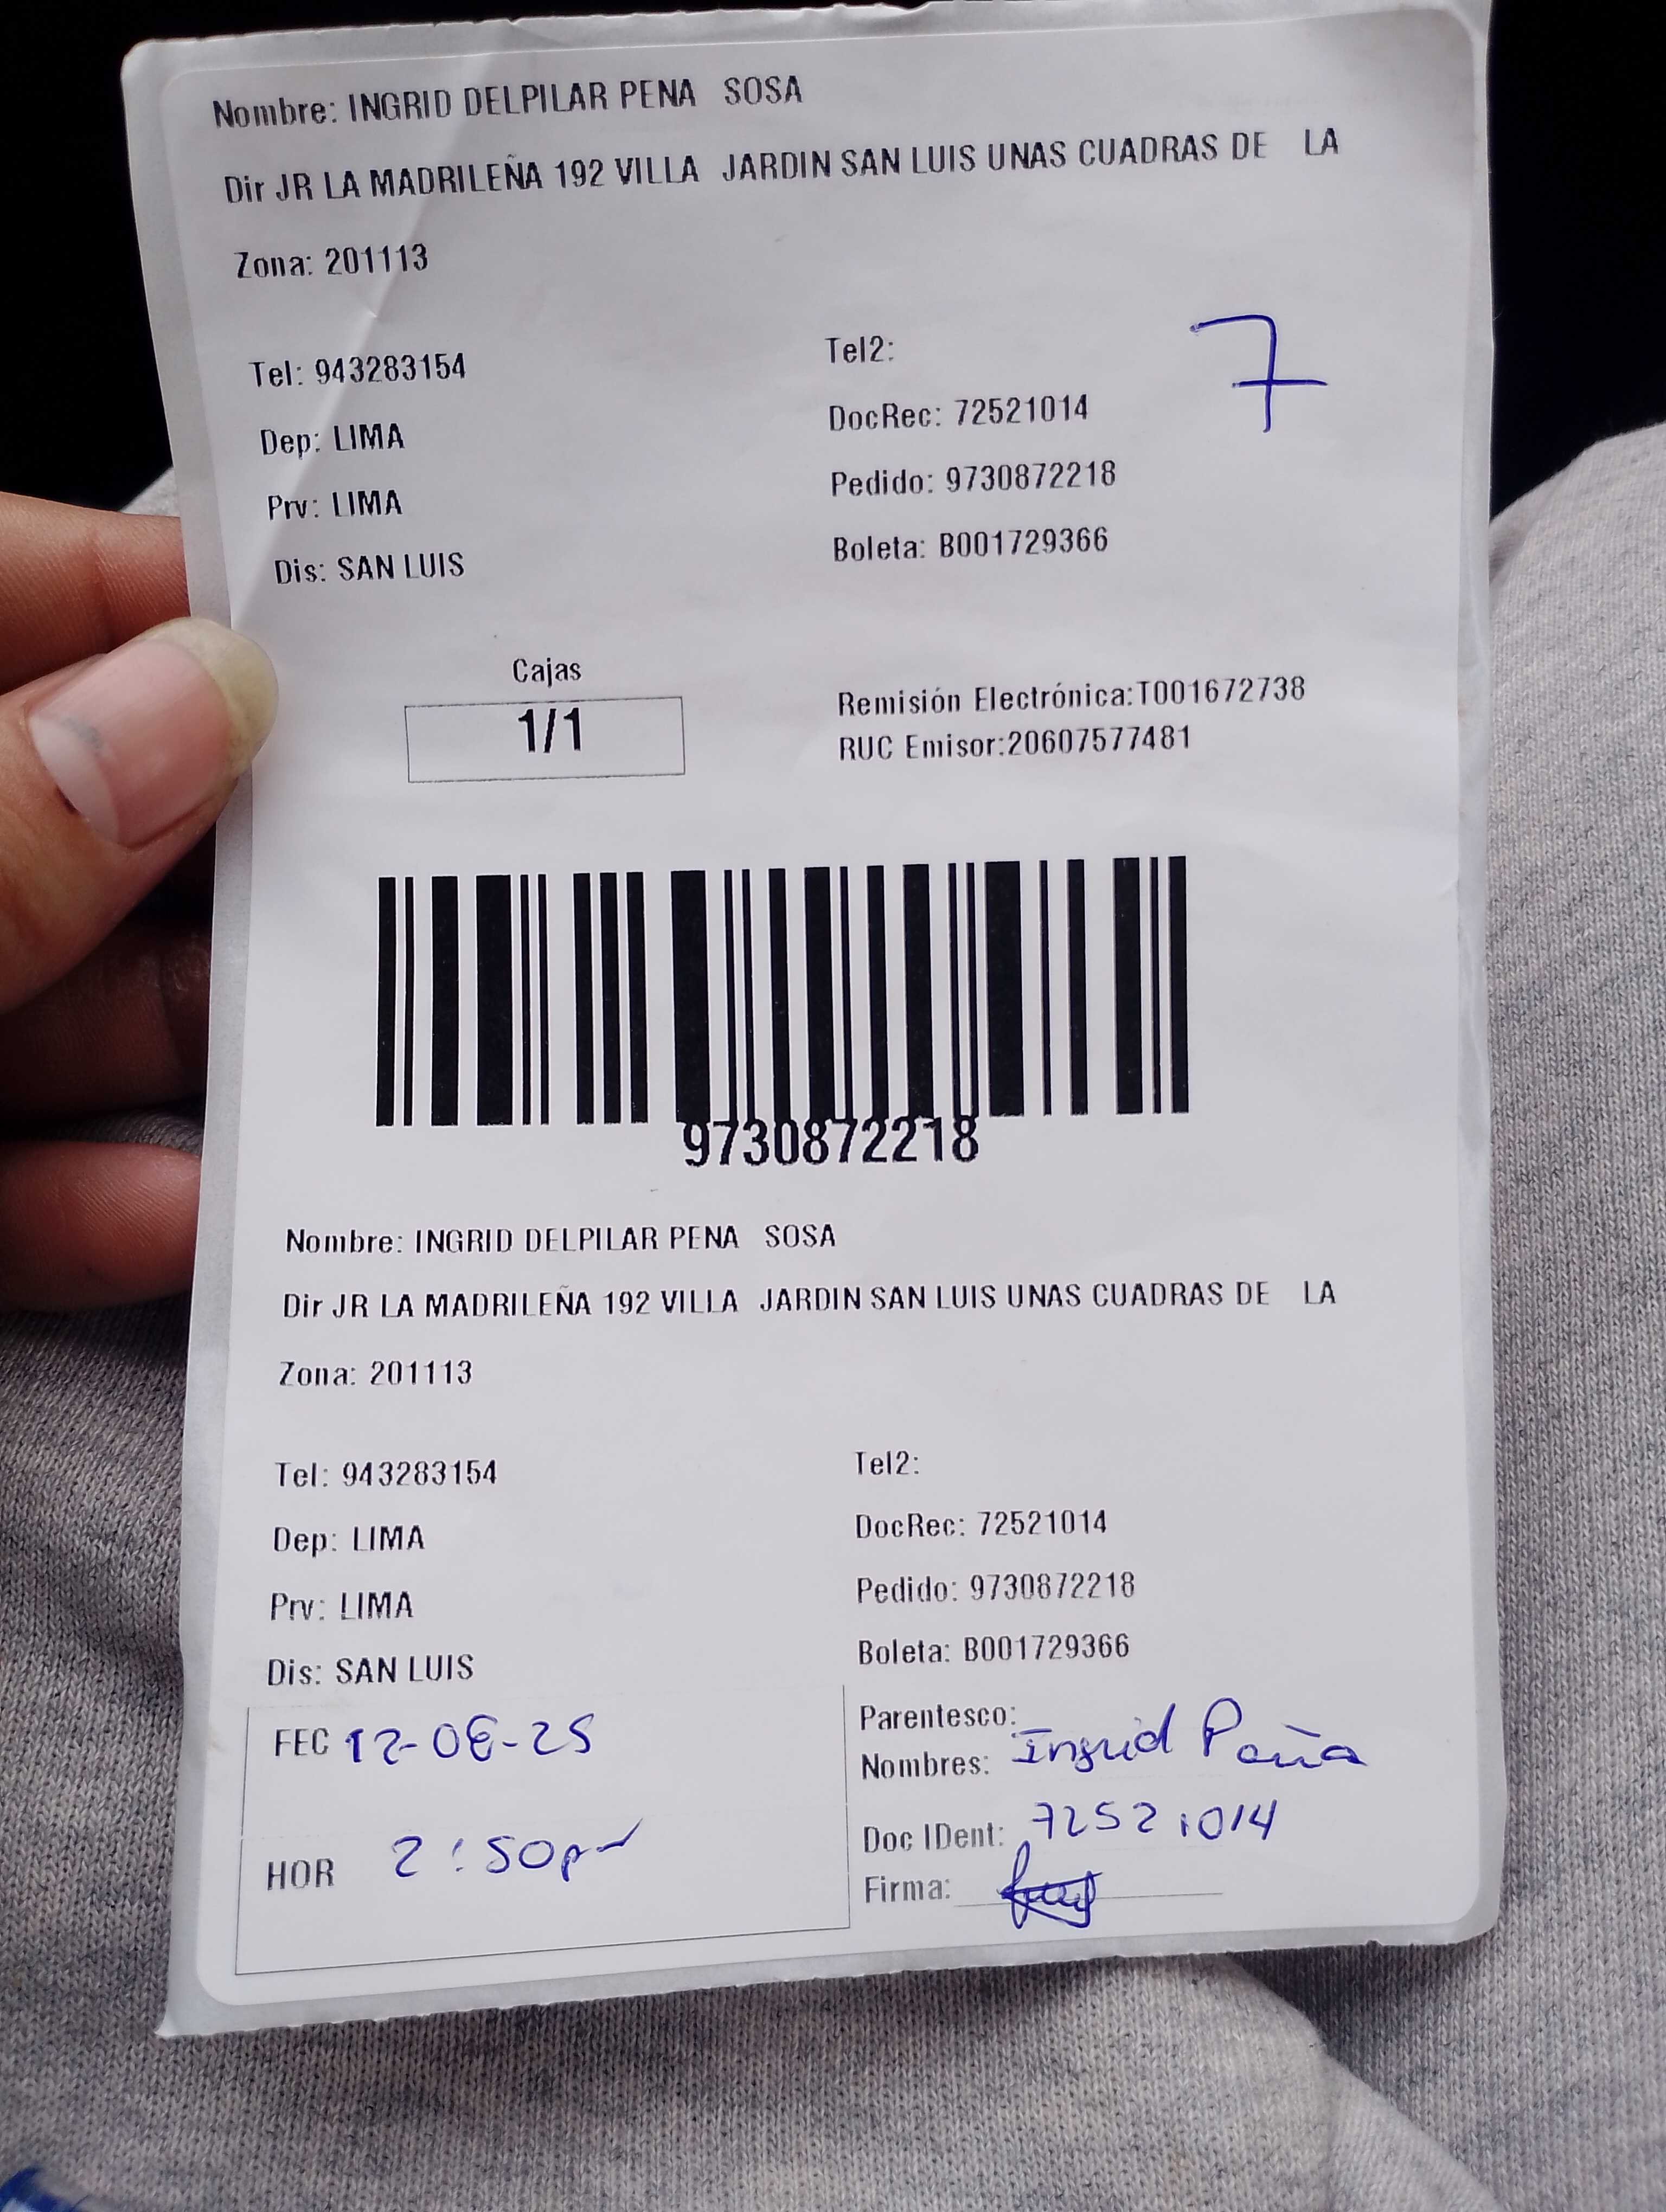 Nombre: INGRID DELPILAR PENA SOSA
Dir JR LA MADRILEÑA 192 VILLA JARDIN SAN LUIS UNAS CUADRAS DE LA
Zona: 201113
Tel: 943283154
Tel2:
7
Dep: LIMA
DocRec: 72521014
Prv: LIMA
Pedido: 9730872218
Dis: SAN LUIS
Boleta: B001729366
Cajas
1/1
Remisión Electrónica:T001672738
RUC Emisor:20607577481
9730872218
Nombre: INGRID DELPILAR PENA SOSA
Dir JR LA MADRILEÑA 192 VILLA JARDIN SAN LUIS UNAS CUADRAS DE LA
Zona: 201113
Tel: 943283154
Tel2:
Dep: LIMA
DocRec: 72521014
Prv: LIMA
Pedido: 9730872218
Dis: SAN LUIS
Boleta: B001729366
FEC 12-08-25
HOR 2:50pm
Parentesco:
Nombres: Ingrid Peña
Doc IDent: 72521014
Firma: